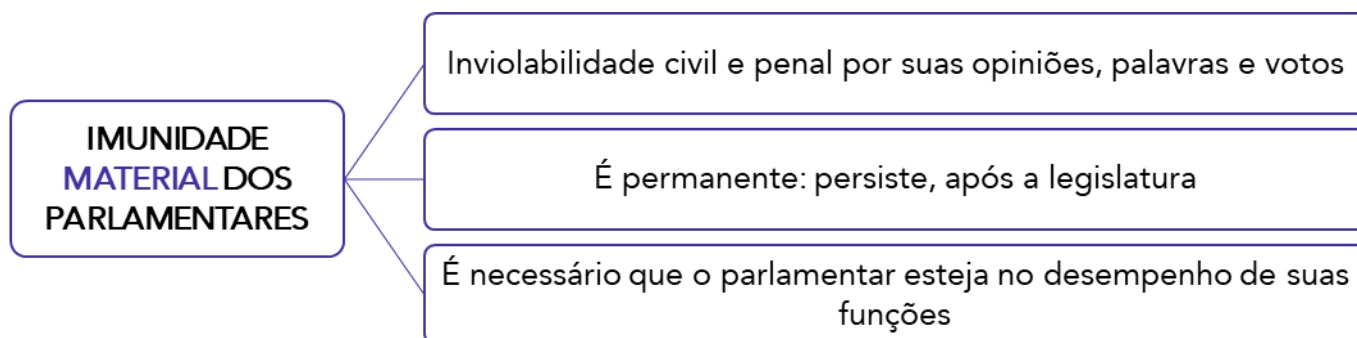 IMUNIDADE
MATERIAL DOS
PARLAMENTARES
Inviolabilidade civil e penal por suas opiniões, palavras e votos
É permanente: persiste, após a legislatura
É necessário que o parlamentar esteja no desempenho de suas
funções